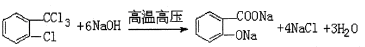 CCl3
Cl
+6NaOH
高温高压
COONa
ONa
+4NaCl+3H2O